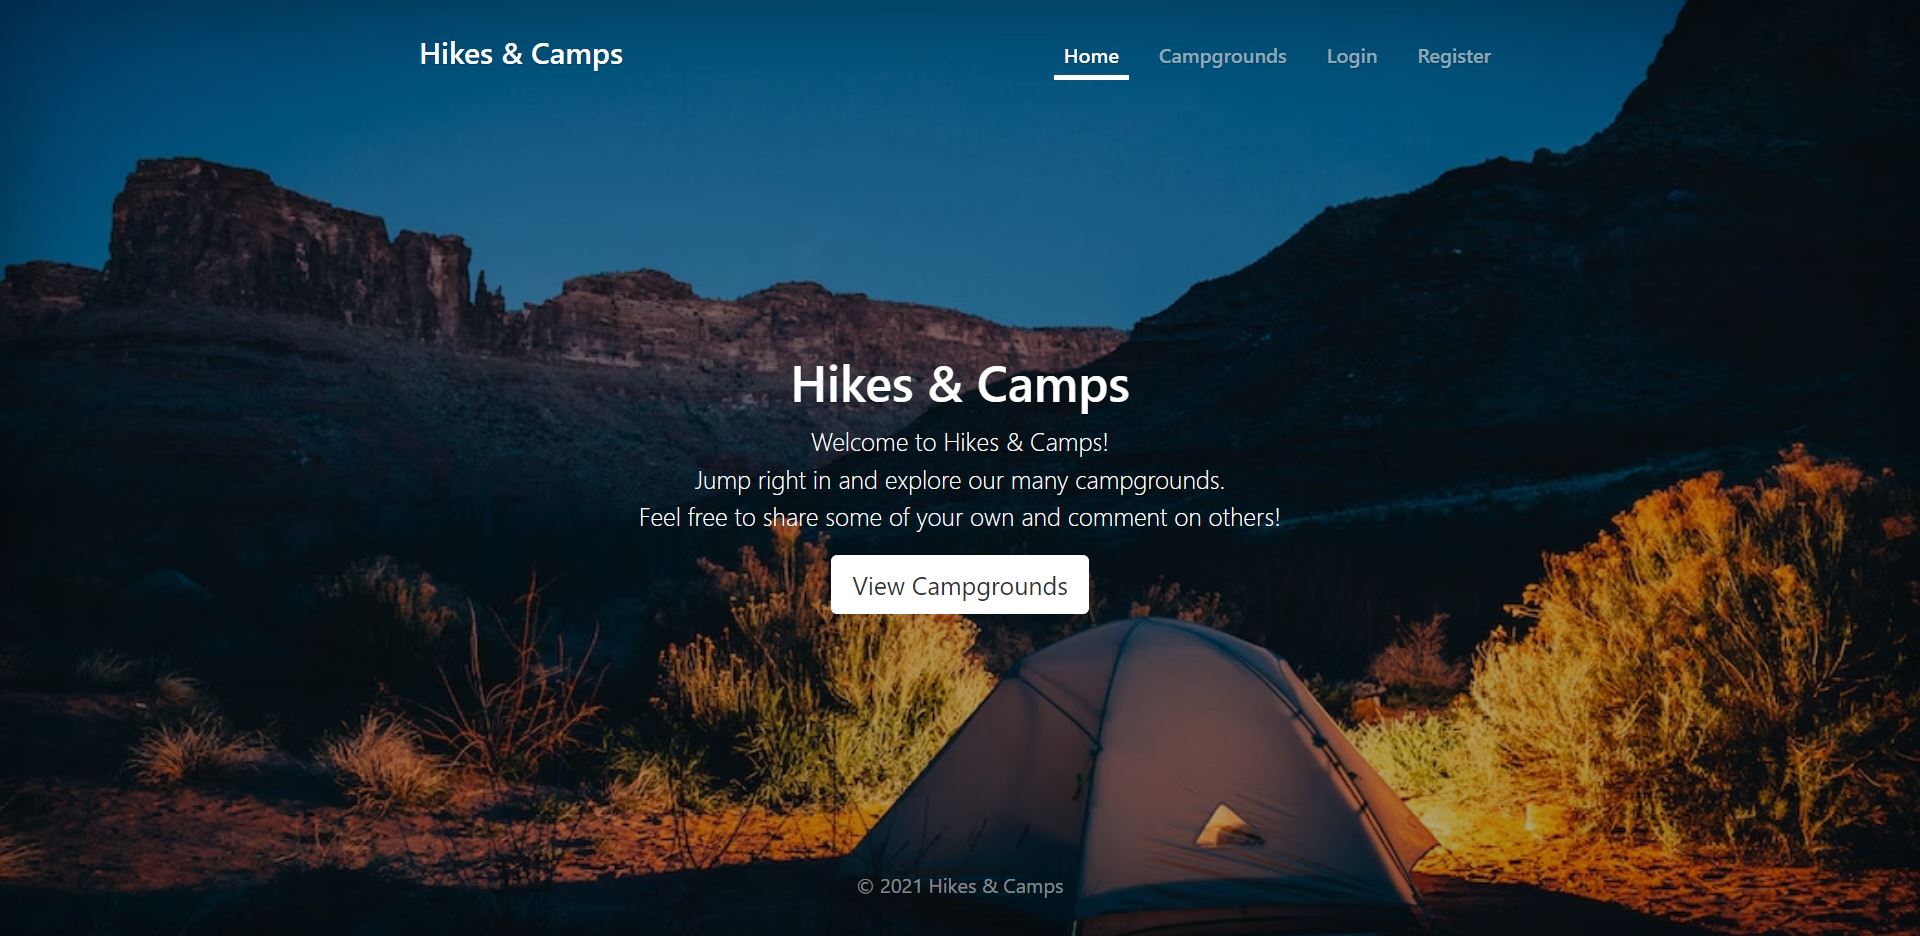 Hikes & Camps
Home Campgrounds Login Register
Hikes & Camps
Welcome to Hikes & Camps!
Jump right in and explore our many campgrounds.
Feel free to share some of your own and comment on others!
View Campgrounds
© 2021 Hikes & Camps